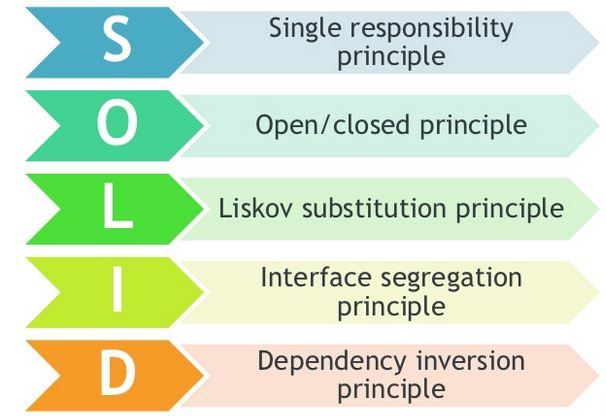 S
Single responsibility
principle
O
Open/closed principle
L
Liskov substitution principle
I
Interface segregation
principle
D
Dependency inversion
principle